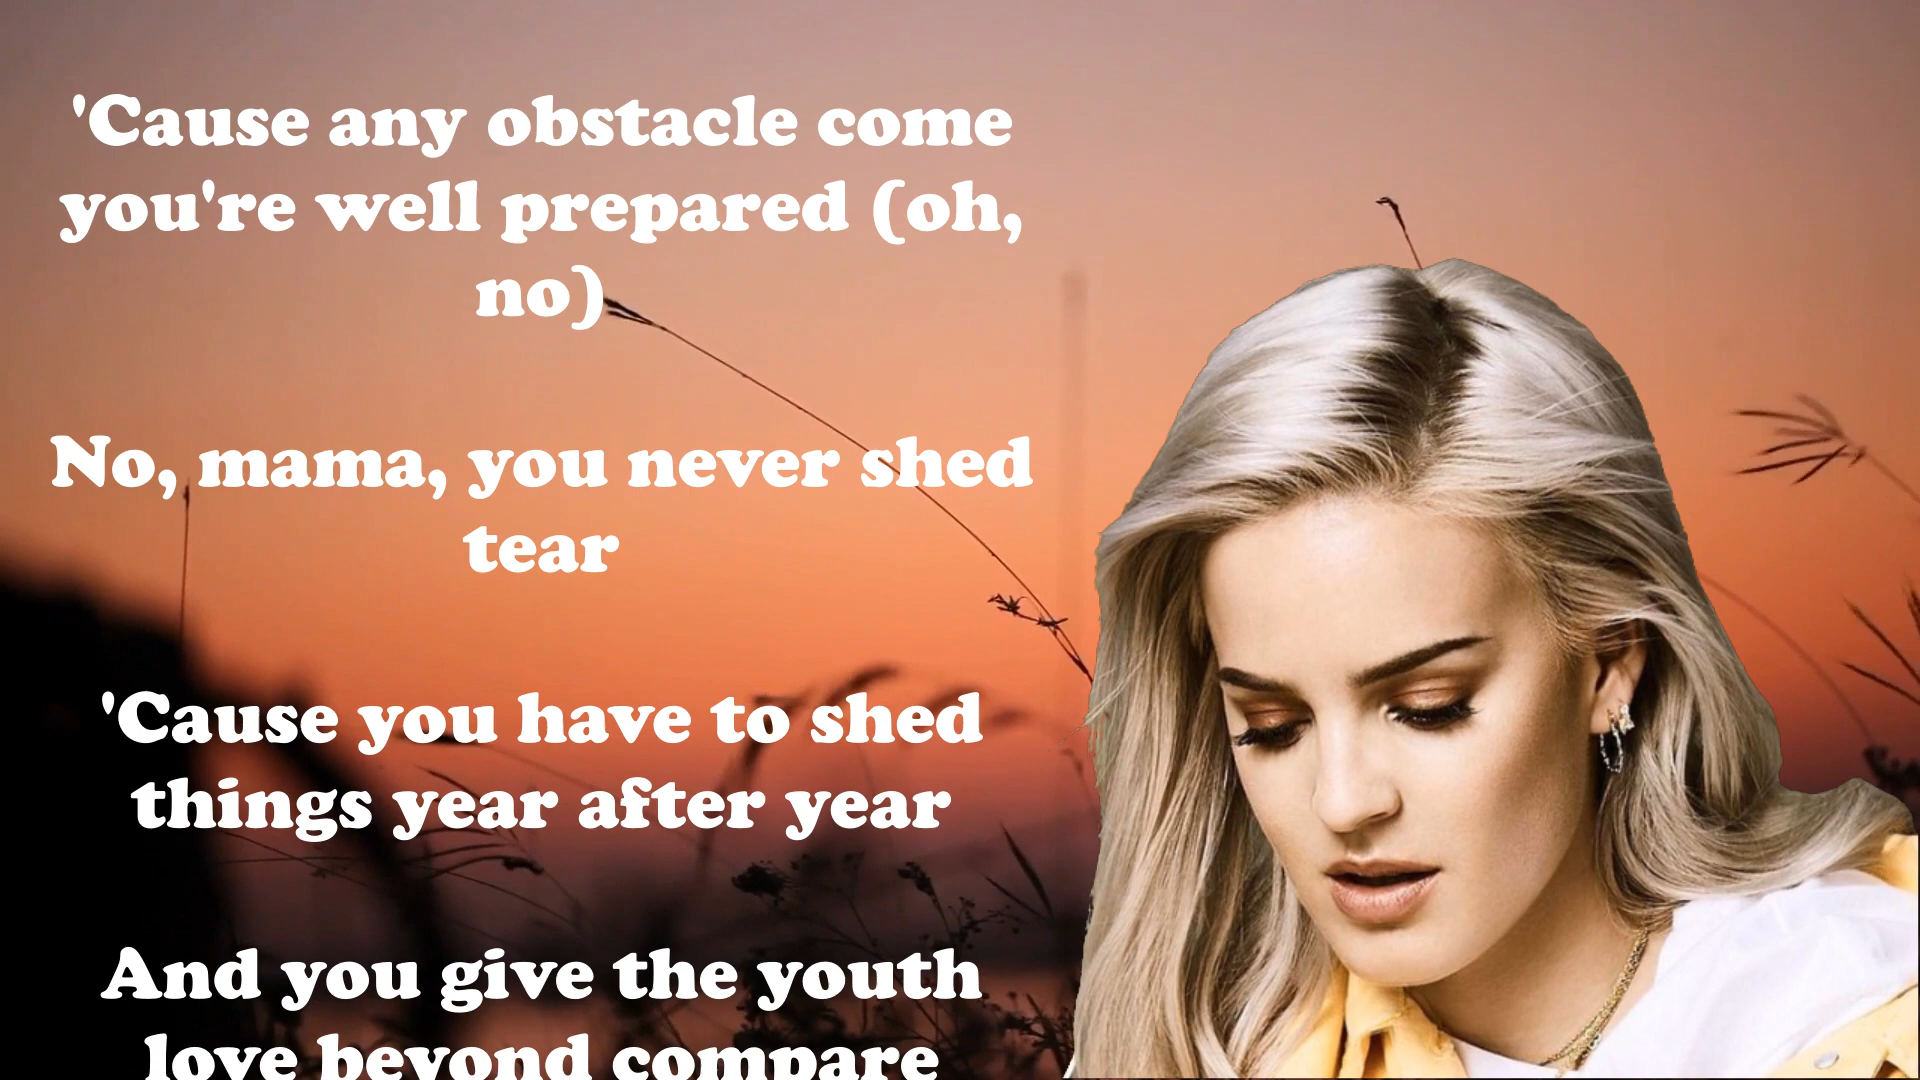 'Cause any obstacle come
you're well prepared (oh,
no)
No, mama, you never shed
tear
'Cause you have to shed
things year after year
And you give the youth
love beyond compare